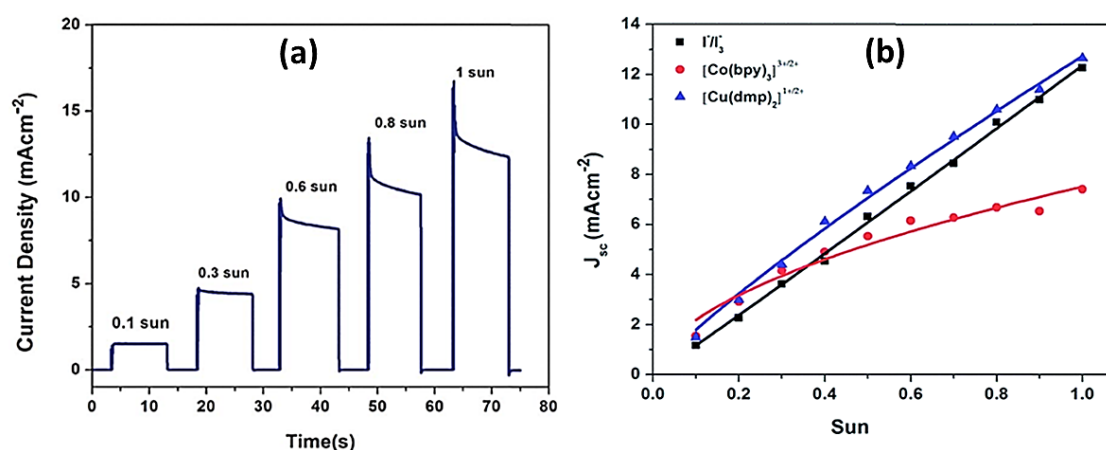 (a)
Current Density (mAcm⁻²)
20
15
10
5
0
0.1 sun
0.3 sun
0.6 sun
0.8 sun
1 sun
0 10 20 30 40 50 60 70 80
Time(s)
(b)
J_sc (mAcm⁻²)
14
12
10
8
6
4
2
0
I⁻/I₃⁻
[Co(bpy)₃]³⁺/²⁺
[Cu(dmp)₂]¹⁺/²⁺
0.0 0.2 0.4 0.6 0.8 1.0
Sun